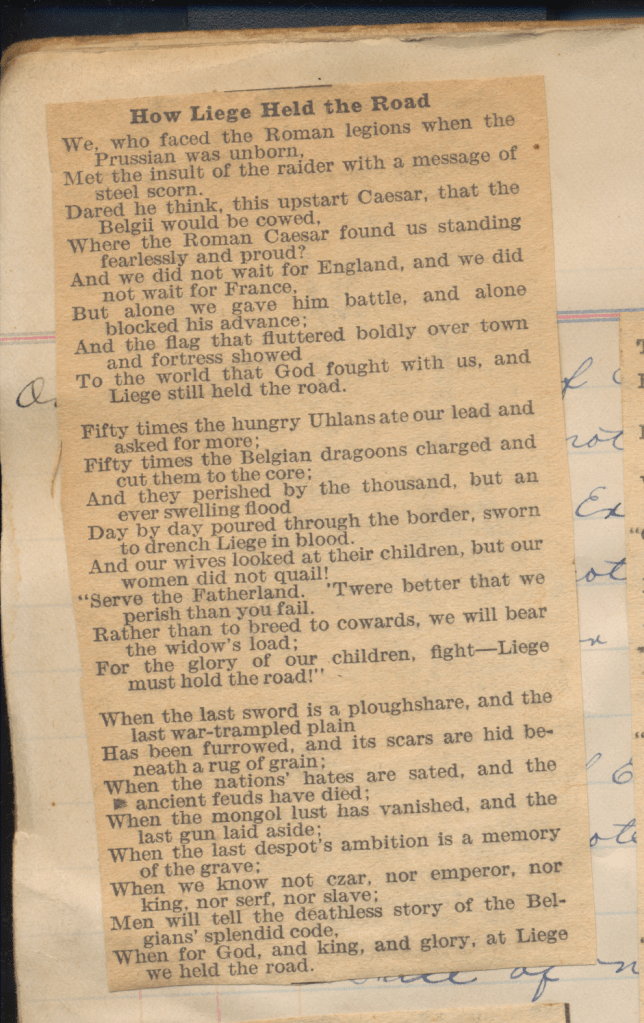 How Liege Held the Road
We, who faced the Roman legions when the
Prussian was unborn,
Met the insult of the raider with a message of
steel scorn.
Dared he think, this upstart Caesar, that the
Belgii would be cowed,
Where the Roman Caesar found us standing
fearlessly and proud?
And we did not wait for England, and we did
not wait for France,
But alone we gave him battle, and alone
blocked his advance;
And the flag that fluttered boldly over town
and fortress showed
To the world that God fought with us, and
Liege still held the road.
Fifty times the hungry Uhlans ate our lead and
asked for more;
Fifty times the Belgian dragoons charged and
cut them to the core;
And they perished by the thousand, but an
ever swelling flood
Day by day poured through the border, sworn
to drench Liege in blood.
And our wives looked at their children, but our
women did not quail!
"Serve the Fatherland. 'Twere better that we
perish than you fail.
Rather than to breed to cowards, we will bear
the widow's load;
For the glory of our children, fight—Liege
must hold the road!"
When the last sword is a ploughshare, and the
last war-trampled plain
Has been furrowed, and its scars are hid be-
neath a rug of grain;
When the nations' hates are sated, and the
ancient feuds have died;
When the mongol lust has vanished, and the
last gun laid aside;
When the last despot's ambition is a memory
of the grave;
When we know not czar, nor emperor, nor
king, nor serf, nor slave;
Men will tell the deathless story of the Bel-
gians' splendid code,
When for God, and king, and glory, at Liege
we held the road.
of